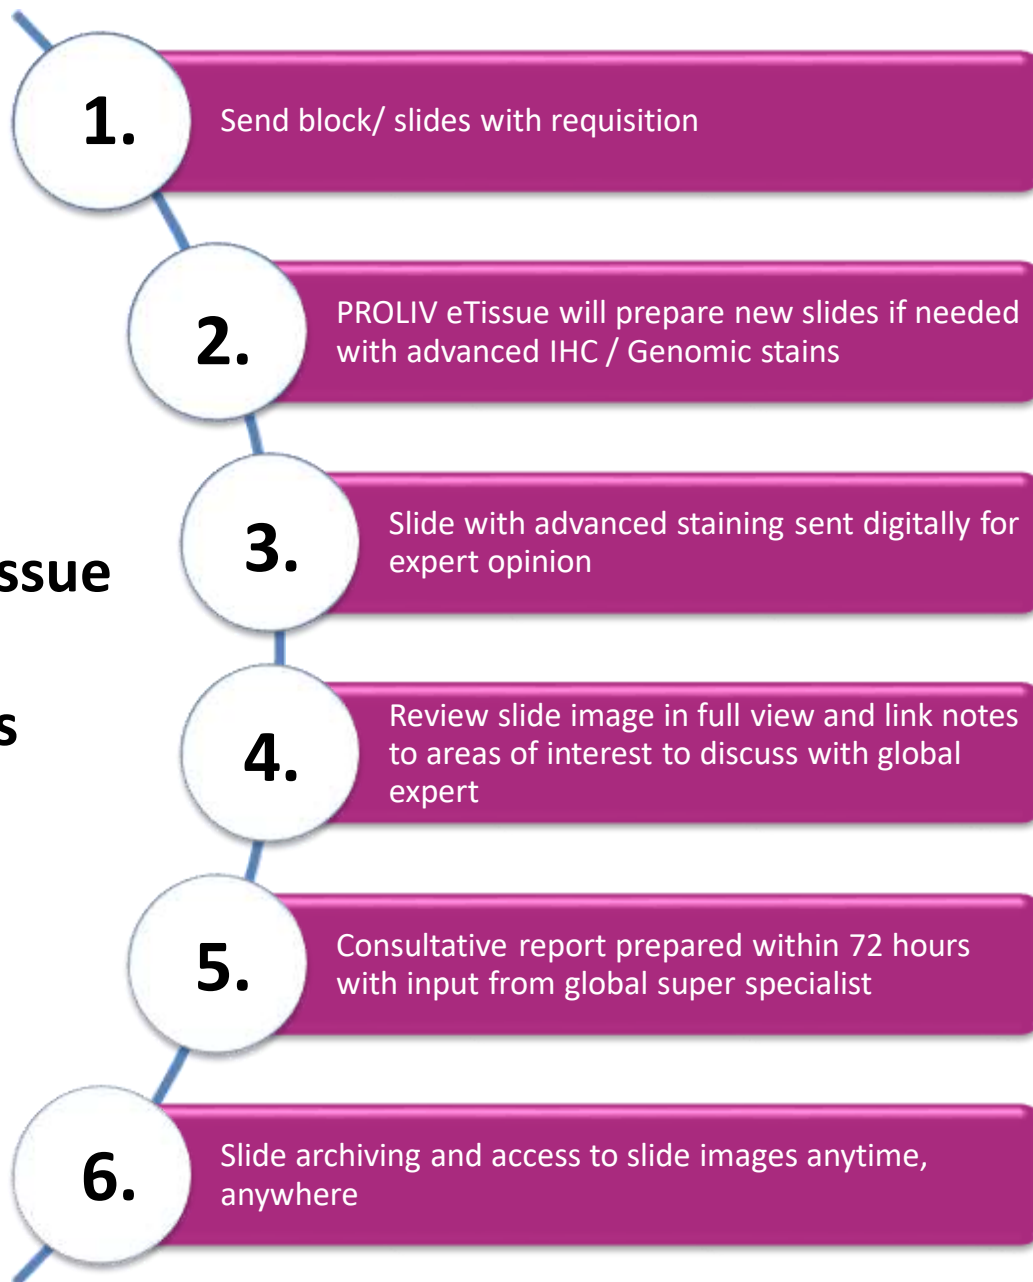 1.
Send block/ slides with requisition
2.
PROLIV eTissue will prepare new slides if needed
with advanced IHC / Genomic stains
3.
Slide with advanced staining sent digitally for
expert opinion
issue
s
4.
Review slide image in full view and link notes
to areas of interest to discuss with global
expert
5.
Consultative report prepared within 72 hours
with input from global super specialist
6.
Slide archiving and access to slide images anytime,
anywhere